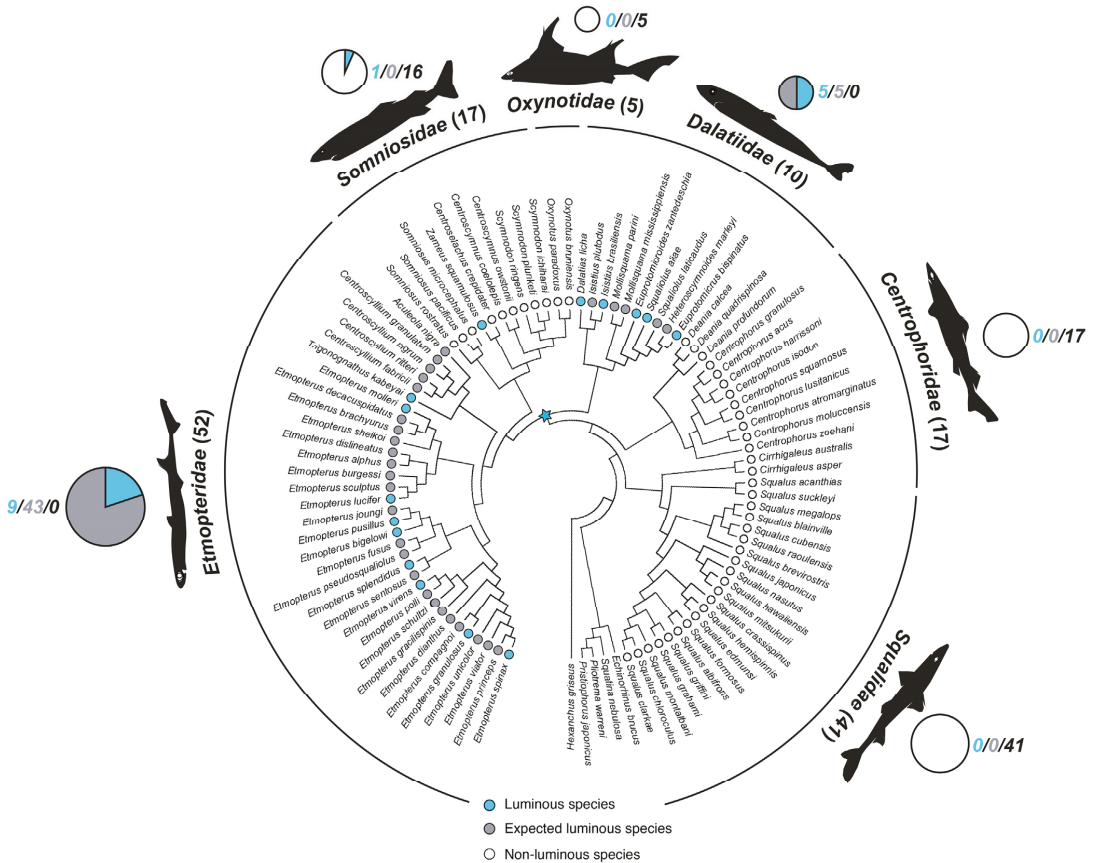 0/0/5
1/0/16
5/5/0
Oxynotidae (5)
Somniosidae (17)
Dalatiidae (10)
Centrophoridae (17)
0/0/17
Squalidae (41)
0/0/41
Etmopteridae (52)
9/43/0
Etmopterus spinax
Etmopterus princeps
Etmopterus viator
Etmopterus unicolor
Etmopterus granulosus
Etmopterus compagnoi
Etmopterus dianthus
Etmopterus gracilispinis
Etmopterus schultzi
Etmopterus polli
Etmopterus virens
Etmopterus sentosus
Etmopterus splendidus
Etmopterus pseudosqualiolus
Etmopterus fusus
Etmopterus bigelowi
Etmopterus pusillus
Etmopterus joungi
Etmopterus lucifer
Etmopterus sculptus
Etmopterus burgessi
Etmopterus alphus
Etmopterus dislineatus
Etmopterus sheikoi
Etmopterus brachyurus
Etmopterus decacuspidatus
Etmopterus molleri
Trigonognathus kabeyai
Centroscyllium fabricii
Centroscyllium ritteri
Centroscyllium nigrum
Centroscyllium granulatum
Aculeola nigra
Somniosus rostratus
Somniosus pacificus
Somniosus microcephalus
Zameus squamulosus
Centroselachus crepidater
Centroscymnus coelolepis
Centroscymnus owstonii
Scymnodon ringens
Scymnodon plunketi
Scymnodon ichiharai
Oxynotus paradoxus
Oxynotus bruniensis
Dalatias licha
Isistius plutodus
Isistius brasiliensis
Mollisquama parini
Mollisquama mississippiensis
Euprotomicroides zantedeschia
Squaliolus aliae
Squaliolus laticaudus
Heteroscymnoides marleyi
Euprotomicrus bispinatus
Deania calcea
Deania quadrispinosa
Deania profundorum
Centrophorus granulosus
Centrophorus acus
Centrophorus harrissoni
Centrophorus isodon
Centrophorus squamosus
Centrophorus lusitanicus
Centrophorus atromarginatus
Centrophorus moluccensis
Centrophorus zeehani
Cirrhigaleus australis
Cirrhigaleus asper
Squalus acanthias
Squalus suckleyi
Squalus megalops
Squalus blainville
Squalus cubensis
Squalus raoulensis
Squalus brevirostris
Squalus japonicus
Squalus nasutus
Squalus hawaiiensis
Squalus mitsukurii
Squalus crassispinus
Squalus hemispinnis
Squalus edmunsi
Squalus formosus
Squalus albifrons
Squalus griffini
Squalus grahami
Squalus montalbani
Squalus chloroculus
Squalus clarkae
Echinorhinus brucus
Squatina nebulosa
Pliotrema warreni
Pristiophorus japonicus
Hexanchus griseus
Luminous species
Expected luminous species
Non-luminous species